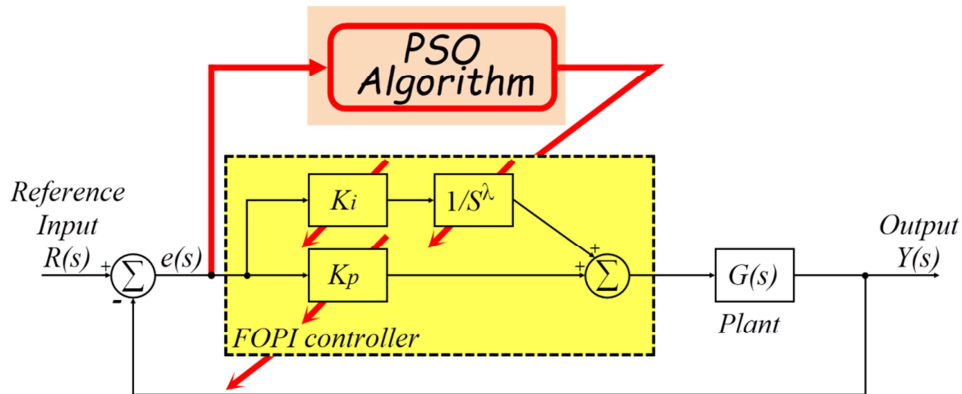 PSO
Algorithm
Reference
Input
R(s)
+
Σ
-
e(s)
Ki
1/S^λ
Kp
+
+
Σ
FOPI controller
G(s)
Plant
Output
Y(s)